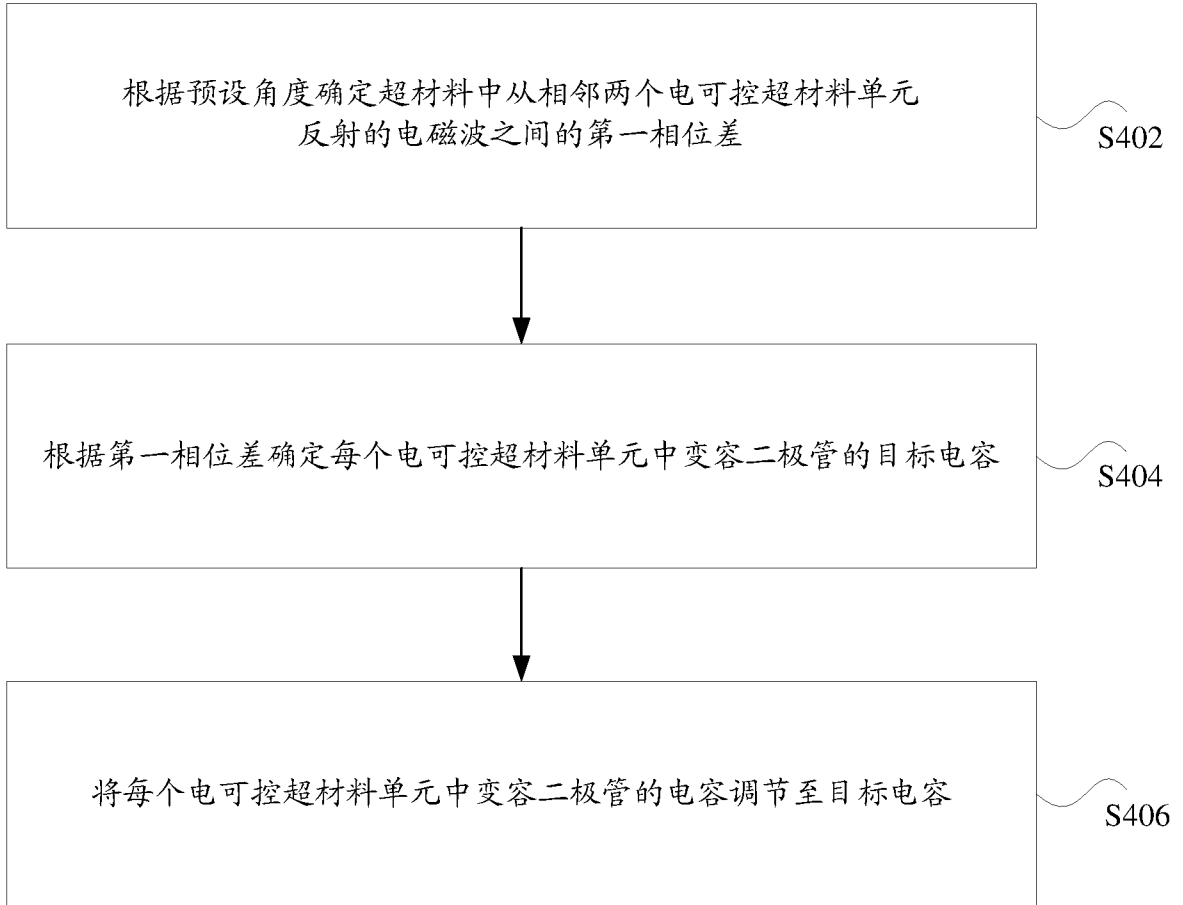 根据预设角度确定超材料中从相邻两个电可控超材料单元
反射的电磁波之间的第一相位差
S402
根据第一相位差确定每个电可控超材料单元中变容二极管的目标电容
S404
将每个电可控超材料单元中变容二极管的电容调节至目标电容
S406